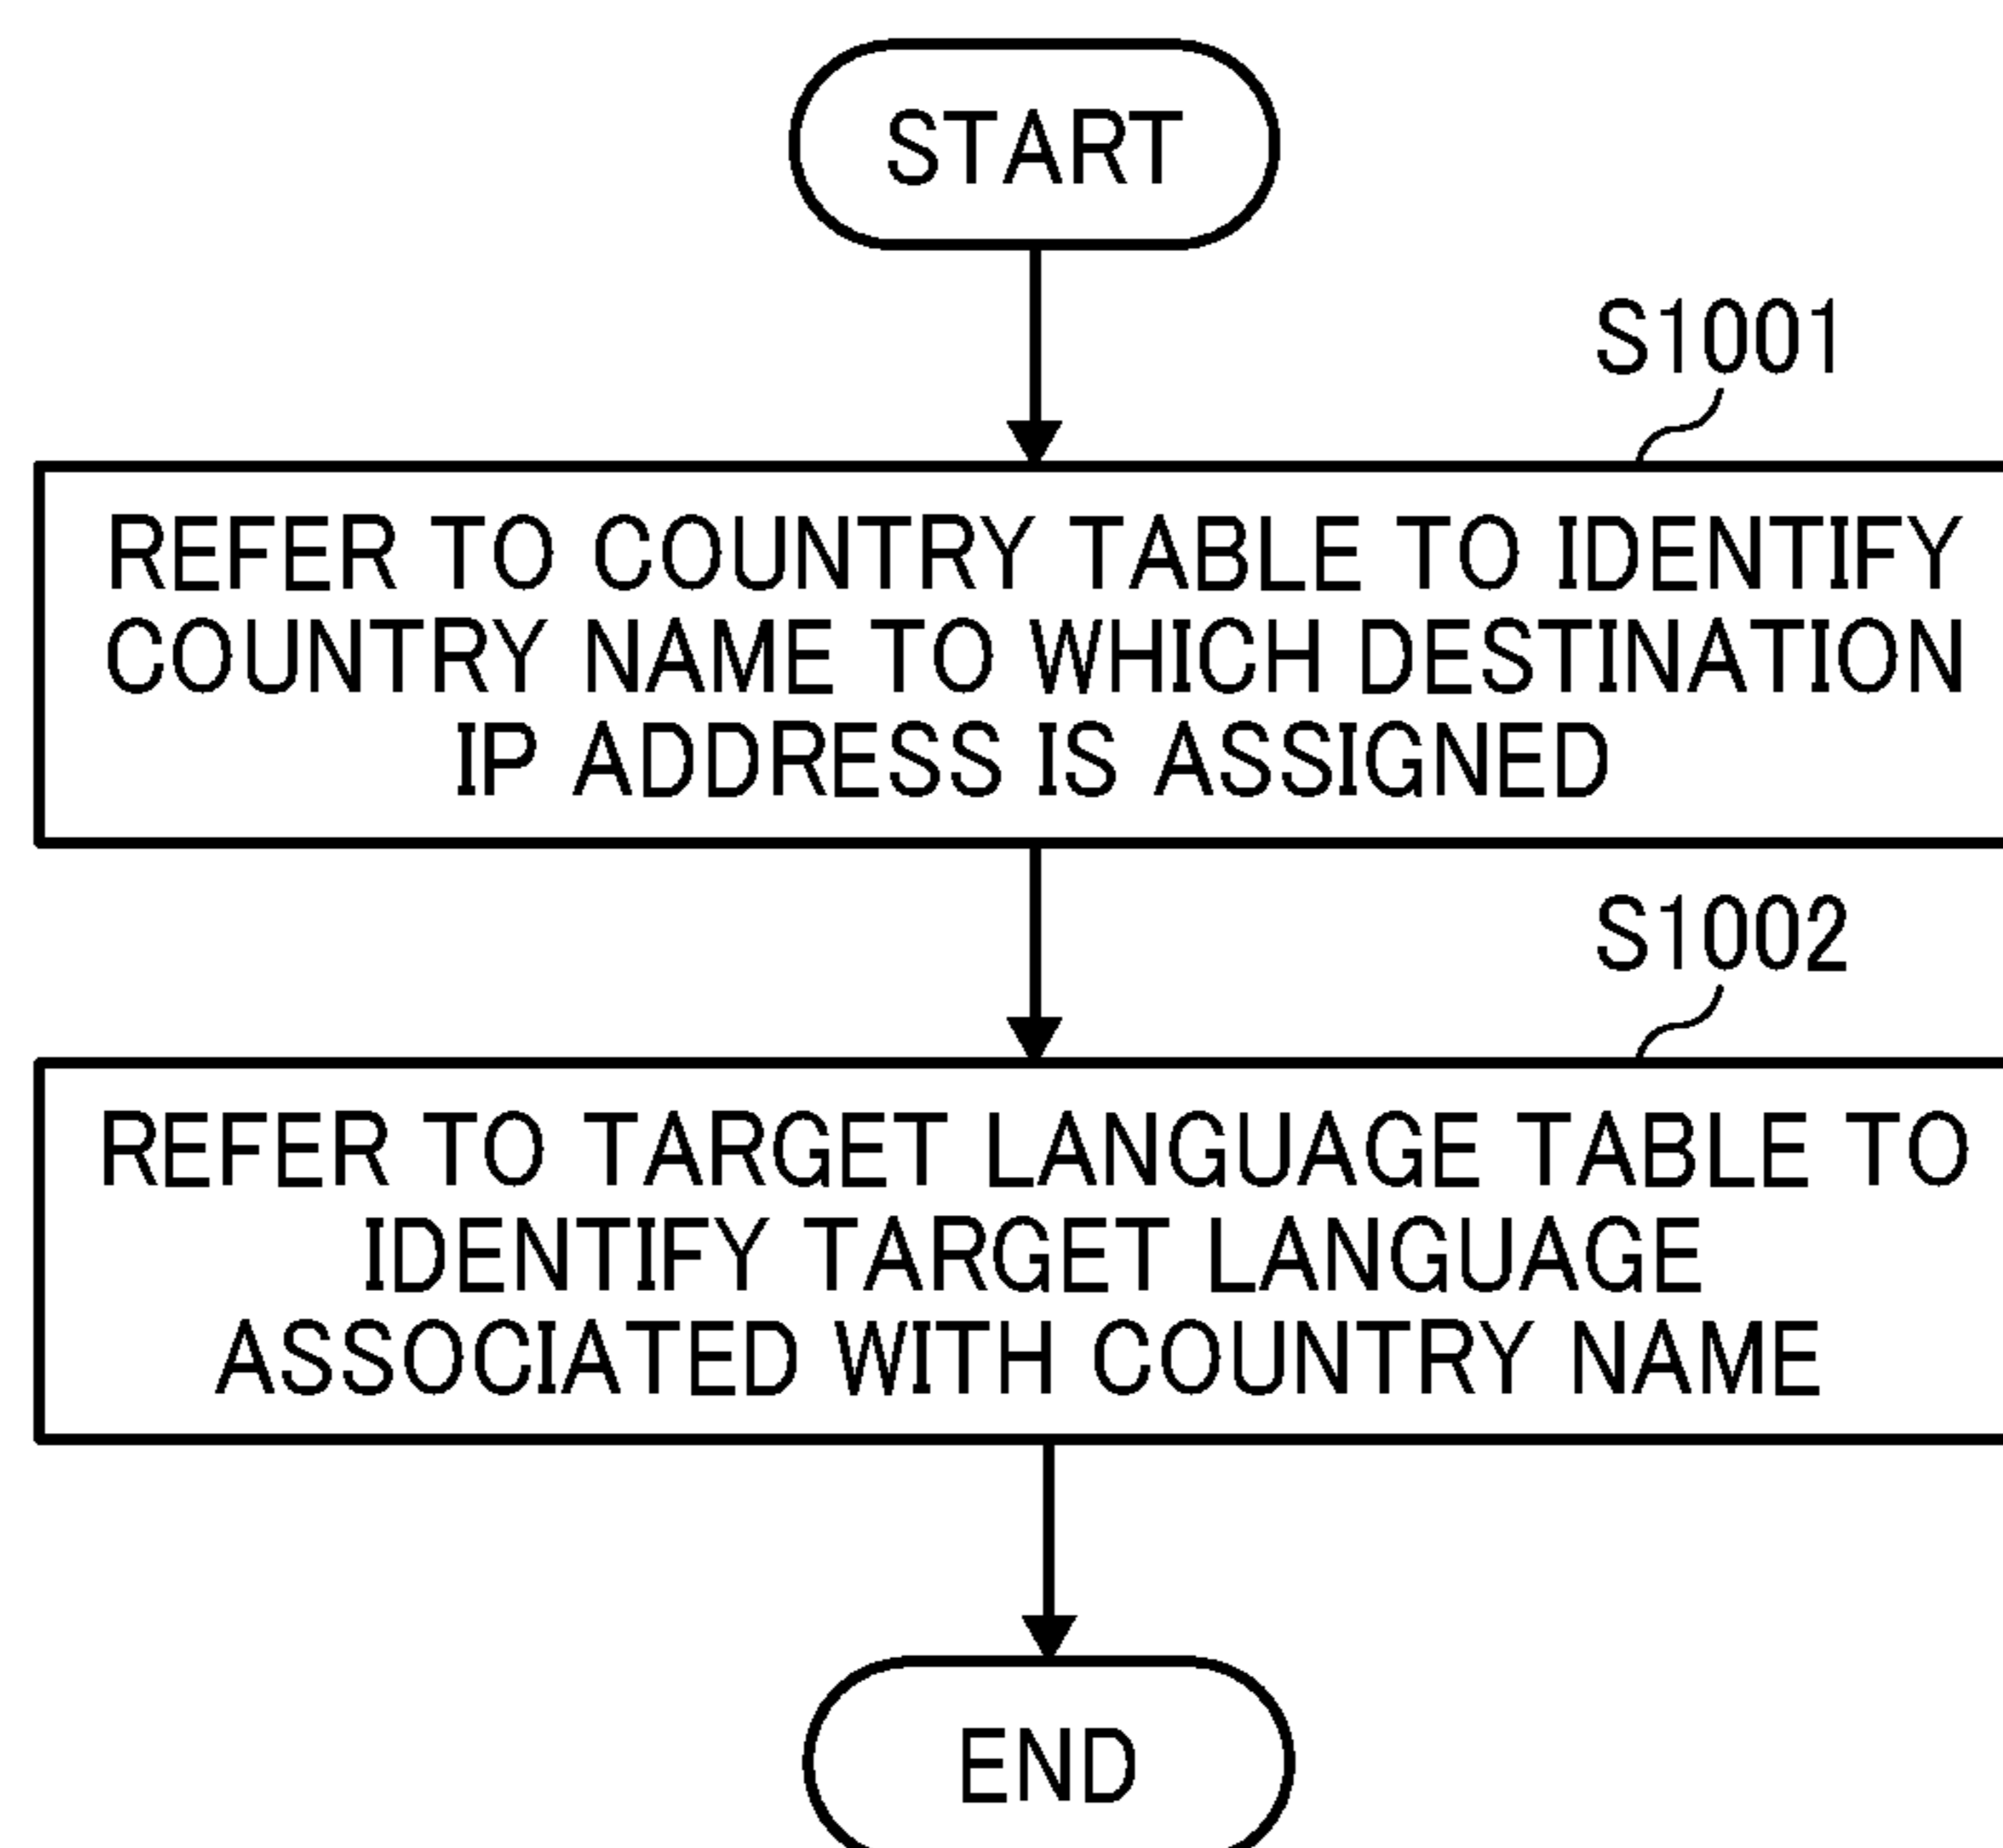 START
S1001
REFER TO COUNTRY TABLE TO IDENTIFY
COUNTRY NAME TO WHICH DESTINATION
IP ADDRESS IS ASSIGNED
S1002
REFER TO TARGET LANGUAGE TABLE TO
IDENTIFY TARGET LANGUAGE
ASSOCIATED WITH COUNTRY NAME
END